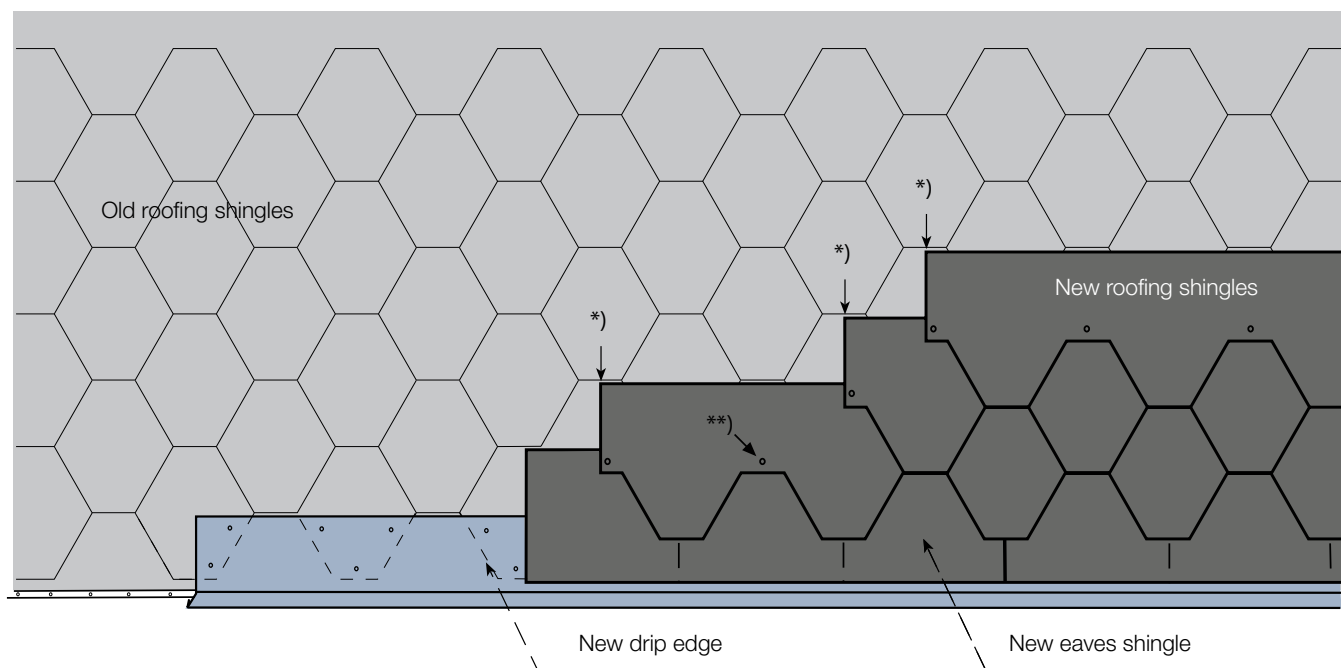 *)
Old roofing shingles
*)
*)
New roofing shingles
**)
New drip edge
New eaves shingle